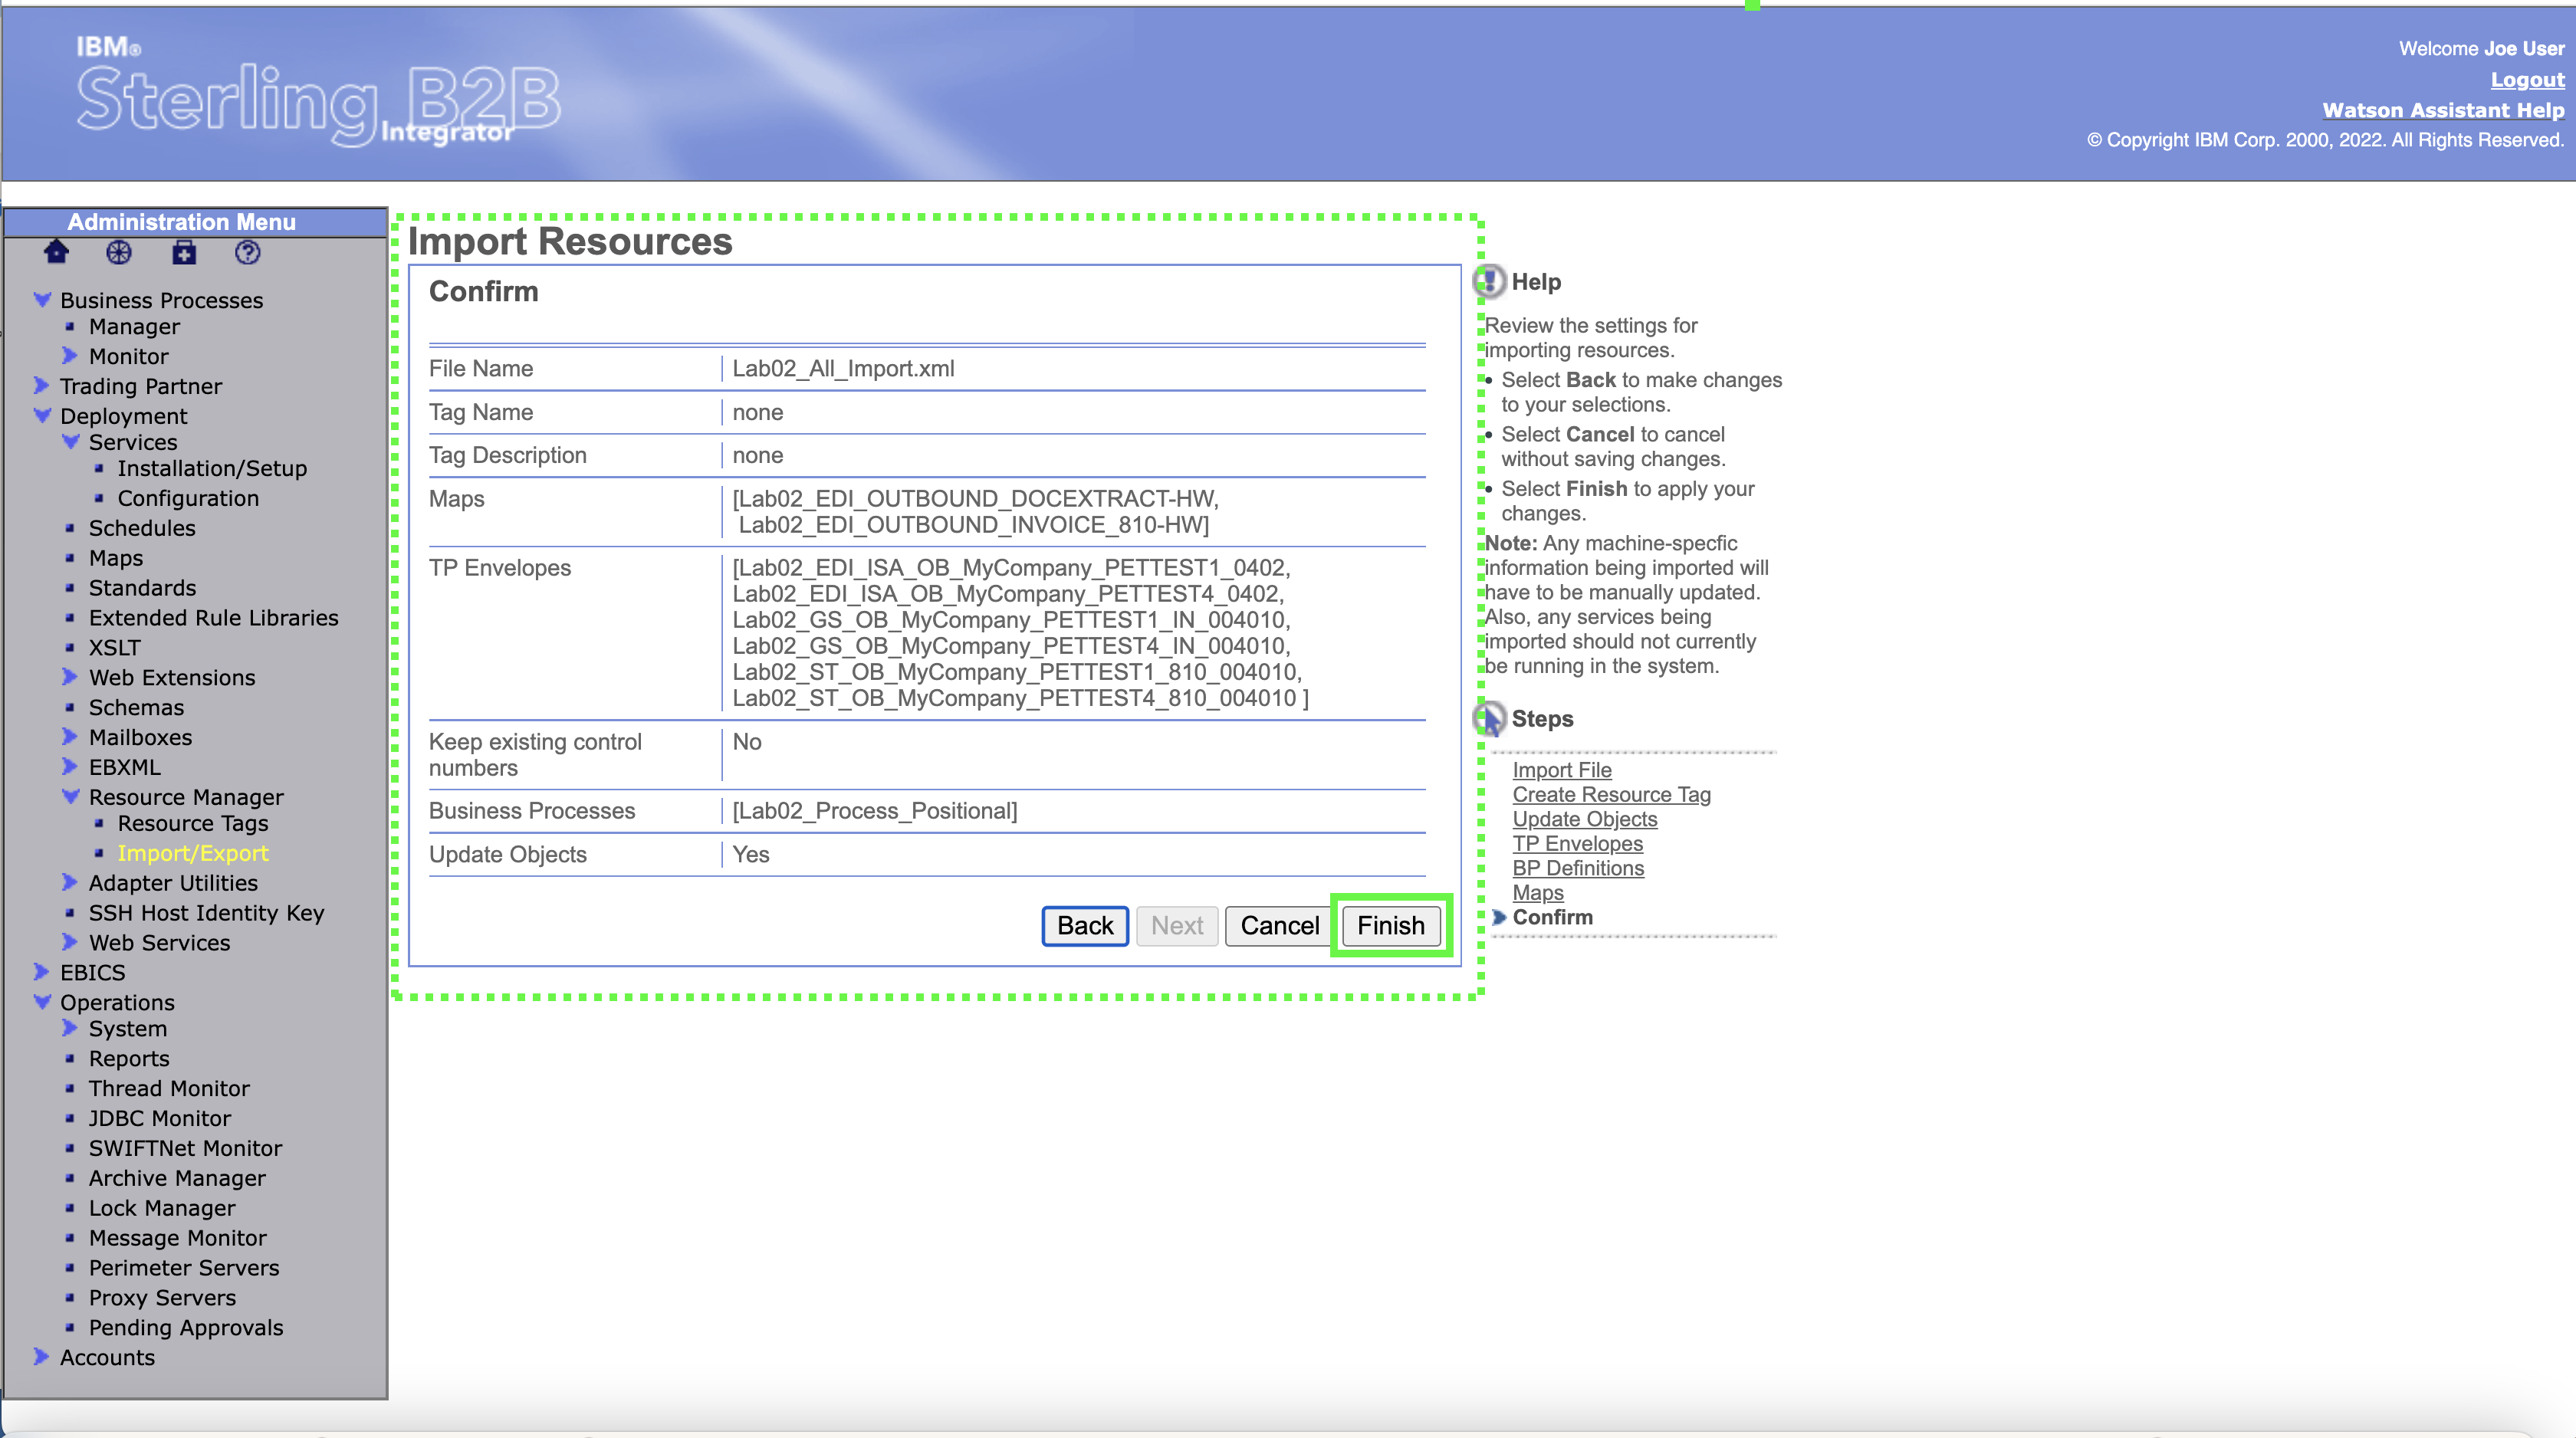 IBM®
Sterling B2B
Integrator
Welcome Joe User
Logout
Watson Assistant Help
© Copyright IBM Corp. 2000, 2022. All Rights Reserved.
Administration Menu
Business Processes
Manager
Monitor
Trading Partner
Deployment
Services
Installation/Setup
Configuration
Schedules
Maps
Standards
Extended Rule Libraries
XSLT
Web Extensions
Schemas
Mailboxes
EBXML
Resource Manager
Resource Tags
Import/Export
Adapter Utilities
SSH Host Identity Key
Web Services
EBICS
Operations
System
Reports
Thread Monitor
JDBC Monitor
SWIFTNet Monitor
Archive Manager
Lock Manager
Message Monitor
Perimeter Servers
Proxy Servers
Pending Approvals
Accounts
Import Resources
Confirm
File Name Lab02_All_Import.xml
Tag Name none
Tag Description none
Maps [Lab02_EDI_OUTBOUND_DOCEXTRACT-HW,
Lab02_EDI_OUTBOUND_INVOICE_810-HW]
TP Envelopes [Lab02_EDI_ISA_OB_MyCompany_PETTEST1_0402,
Lab02_EDI_ISA_OB_MyCompany_PETTEST4_0402,
Lab02_GS_OB_MyCompany_PETTEST1_IN_004010,
Lab02_GS_OB_MyCompany_PETTEST4_IN_004010,
Lab02_ST_OB_MyCompany_PETTEST1_810_004010,
Lab02_ST_OB_MyCompany_PETTEST4_810_004010 ]
Keep existing control No
numbers
Business Processes [Lab02_Process_Positional]
Update Objects Yes
Back Next Cancel Finish
Help
Review the settings for
importing resources.
• Select Back to make changes
to your selections.
• Select Cancel to cancel
without saving changes.
• Select Finish to apply your
changes.
Note: Any machine-specfic
information being imported will
have to be manually updated.
Also, any services being
imported should not currently
be running in the system.
Steps
Import File
Create Resource Tag
Update Objects
TP Envelopes
BP Definitions
Maps
Confirm